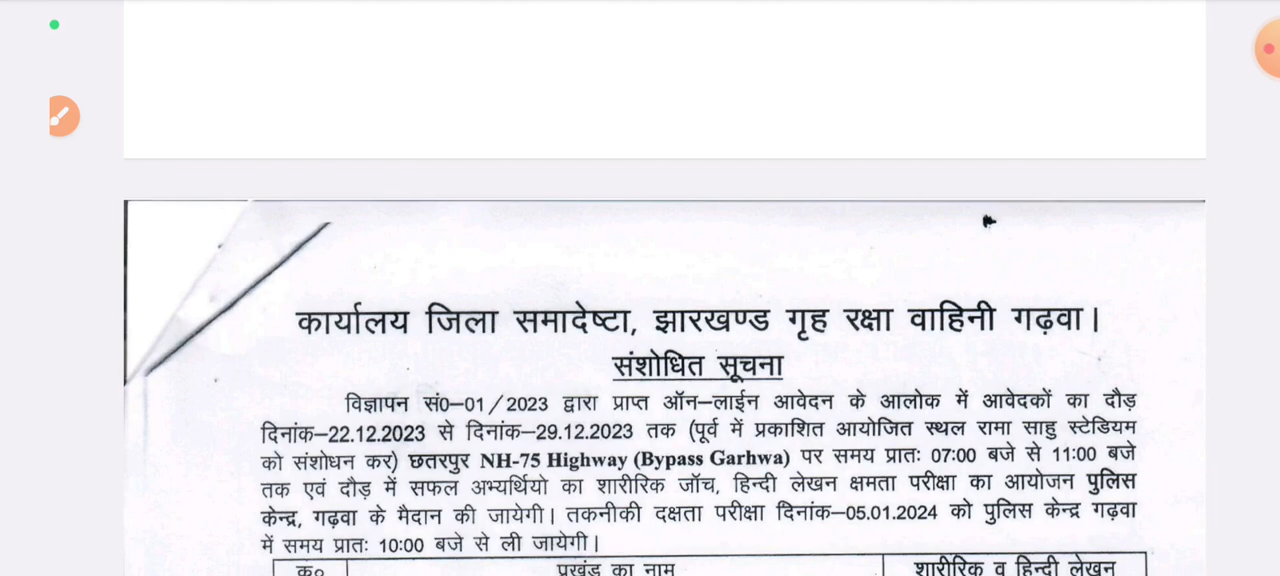 कार्यालय जिला समादेष्टा, झारखण्ड गृह रक्षा वाहिनी गढ़वा।
संशोधित सूचना
विज्ञापन सं0–01/2023 द्वारा प्राप्त ऑन–लाईन आवेदन के आलोक में आवेदकों का दौड़
दिनांक–22.12.2023 से दिनांक–29.12.2023 तक (पूर्व में प्रकाशित आयोजित स्थल रामा साहु स्टेडियम
को संशोधन कर) छतरपुर NH-75 Highway (Bypass Garhwa) पर समय प्रातः 07:00 बजे से 11:00 बजे
तक एवं दौड़ में सफल अभ्यर्थियो का शारीरिक जॉच, हिन्दी लेखन क्षमता परीक्षा का आयोजन पुलिस
केन्द्र, गढ़वा के मैदान की जायेगी। तकनीकी दक्षता परीक्षा दिनांक–05.01.2024 को पुलिस केन्द्र गढ़वा
में समय प्रातः 10:00 बजे से ली जायेगी।
क्र० प्रखंड का नाम शारीरिक व हिन्दी लेखन